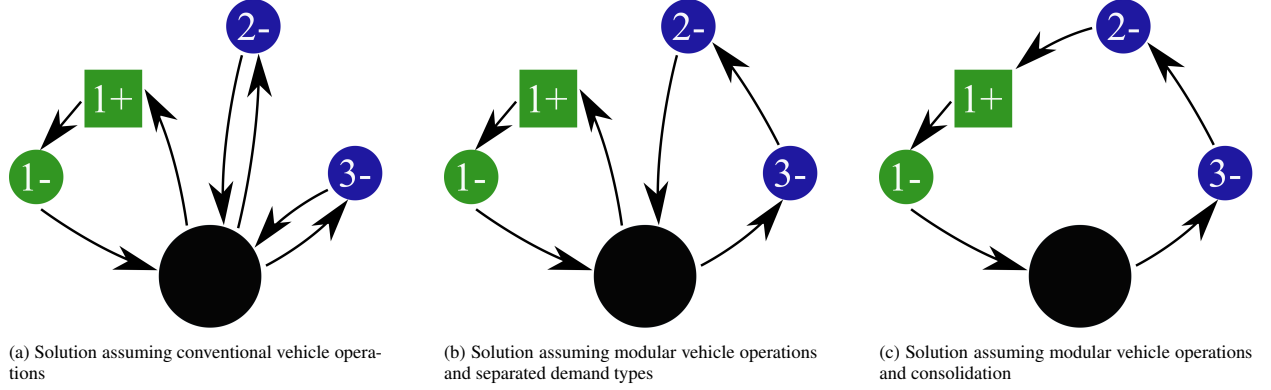 2-
1+
1-
3-
(a) Solution assuming conventional vehicle opera-
tions
2-
1+
1-
3-
(b) Solution assuming modular vehicle operations
and separated demand types
2-
1+
1-
3-
(c) Solution assuming modular vehicle operations
and consolidation